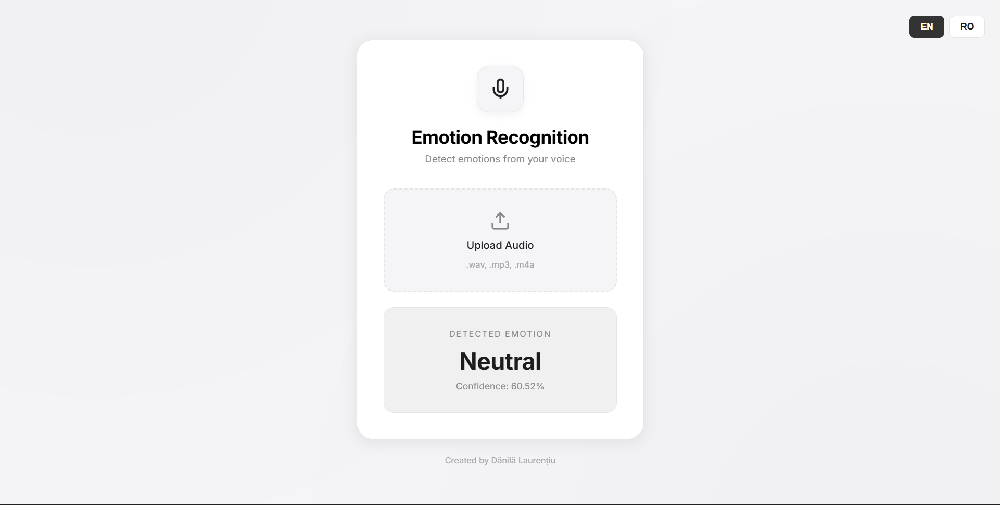 EN
RO
Emotion Recognition
Detect emotions from your voice
Upload Audio
.wav, .mp3, .m4a
DETECTED EMOTION
Neutral
Confidence: 60.52%
Created by Dănilă Laurențiu